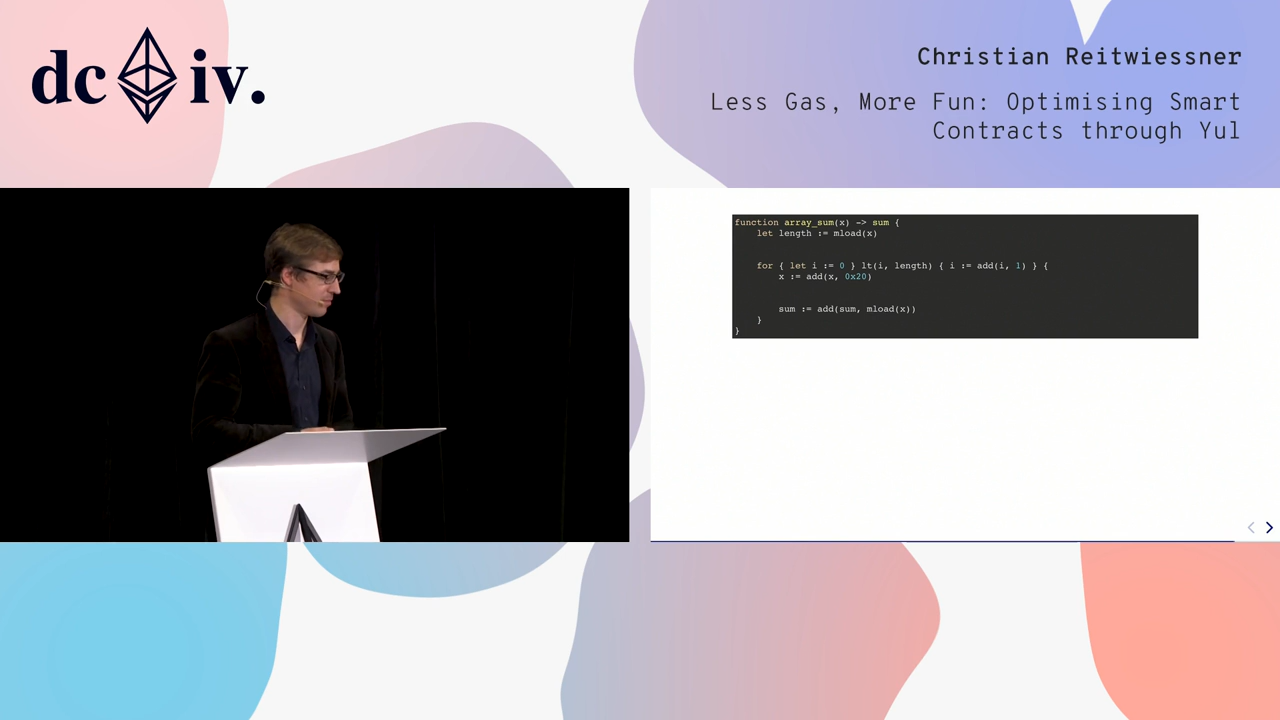 dc iv.
Christian Reitwiessner
Less Gas, More Fun: Optimising Smart
Contracts through Yul
function array_sum(x) -> sum {
    let length := mload(x)
    for { let i := 0 } lt(i, length) { i := add(i, 1) } {
        x := add(x, 0x20)
        sum := add(sum, mload(x))
    }
}